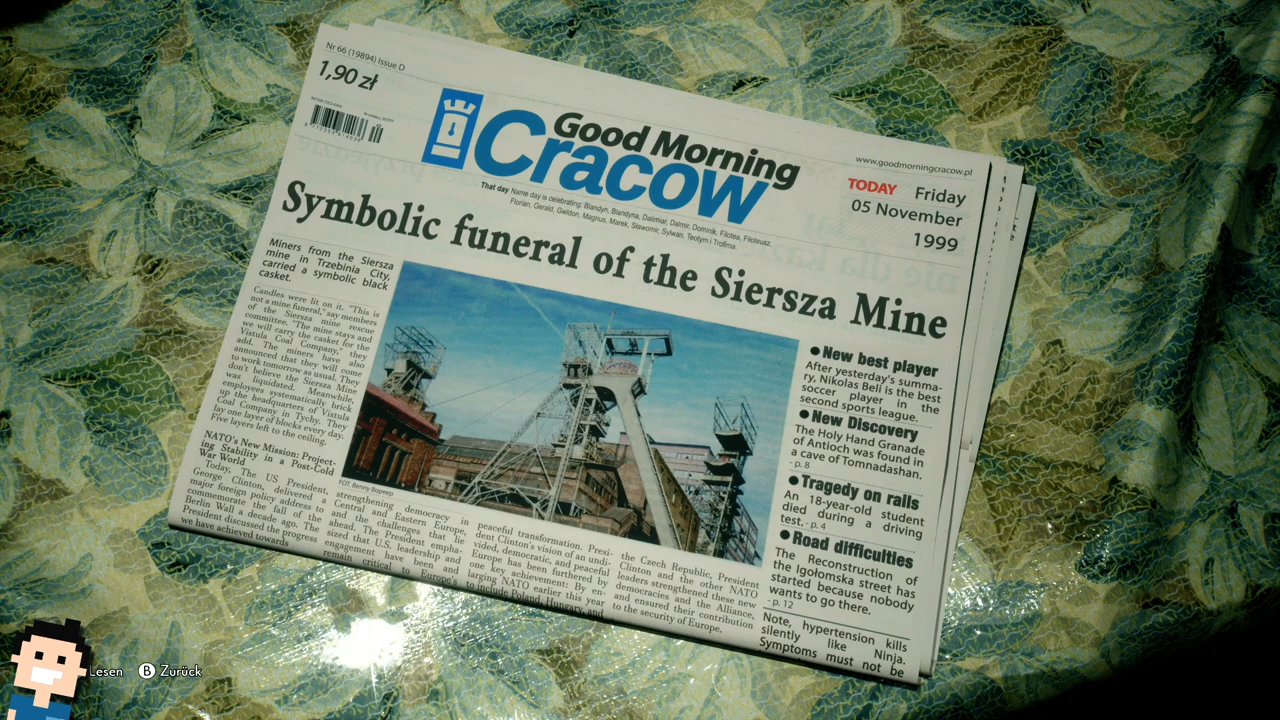 Nr 66 (19894) Issue D
1,90 zł
Good Morning
Cracow
www.goodmorningcracow.pl
TODAY Friday
05 November
1999
That day Name day is celebrating: Blandyn, Blandyna, Dalimiar, Daimir, Dominik, Filotea, Filoteusz,
Florian, Gerald, Gwidon, Magnus, Marek, Sławomir, Sylwan, Teotym i Trofima.
Symbolic funeral of the Siersza Mine
Miners from the Siersza
mine in Trzebinia City,
carried a symbolic black
casket.
Candles were lit on it. "This is
not a mine funeral," say members
of the Siersza mine rescue
committee. "The mine stays and
we will carry the casket for the
Vistula Coal Company," they
add. The miners have also
announced that they will come
to work tomorrow as usual. They
don't believe the Siersza Mine
was liquidated. Meanwhile,
employees systematically brick
up the headquarters of Vistula
Coal Company in Tychy. They
lay one layer of blocks every day.
Five layers left to the ceiling.
NATO's New Mission: Project-
ing Stability in a Post-Cold
War World
Today, The US President,
George Clinton, delivered a
major foreign policy address to
commemorate the fall of the
Berlin Wall a decade ago. The
President discussed the progress
we have achieved towards
FOT. Benny Bopeep
strengthening democracy in
Central and Eastern Europe,
and the challenges that lie
ahead. The President empha-
sized that U.S. leadership and
engagement have been and
remain critical to Europe's
peaceful transformation. Presi-
dent Clinton's vision of an undi-
vided, democratic, and peaceful
Europe has been furthered by
one key achievement: By en-
larging NATO earlier this year
to include Poland, Hungary, and
the Czech Republic, President
Clinton and the other NATO
leaders strengthened these new
democracies and the Alliance,
and ensured their contribution
to the security of Europe.
● New best player
After yesterday's summa-
ry, Nikolas Beli is the best
soccer player in the
second sports league.
● New Discovery
The Holy Hand Granade
of Antioch was found in
a cave of Tomnadashan.
- p. 8
● Tragedy on rails
An 18-year-old student
died during a driving
test. - p. 4
● Road difficulties
The Reconstruction of
the Igołomska street has
started because nobody
wants to go there.
- p. 12
Note, hypertension kills
silently like Ninja.
Symptoms must not be
Lesen B Zurück